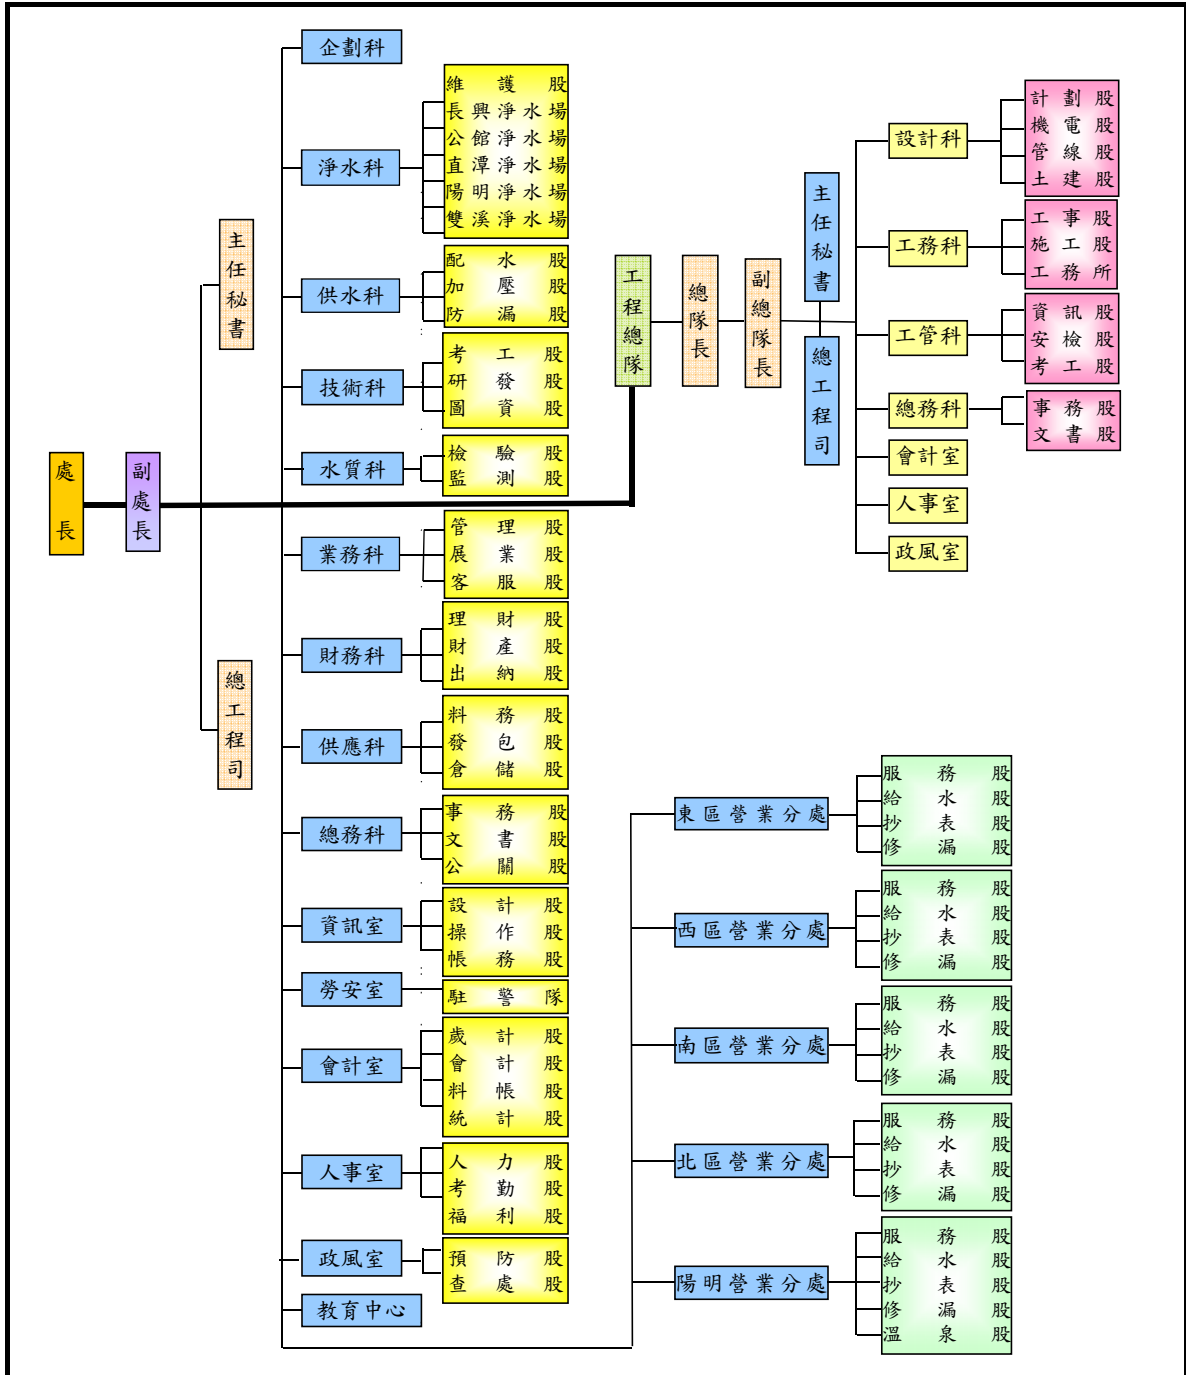 處長
副處長
主任秘書
總工程司
企劃科
淨水科
維護股
長興淨水場
公館淨水場
直潭淨水場
陽明淨水場
雙溪淨水場
供水科
配水股
加壓股
防漏股
技術科
考工股
研發股
圖資股
水質科
檢驗股
監測股
業務科
管理股
展業股
客服股
財務科
理財股
財產股
出納股
供應科
料務股
發包股
倉儲股
總務科
事務股
文書股
公關股
資訊室
設計股
操作股
帳務股
勞安室
駐警隊
會計室
歲計股
會計股
料帳股
統計股
人事室
人力股
考勤股
福利股
政風室
預防股
查處股
教育中心
工程總隊
總隊長
副總隊長
主任秘書
總工程司
設計科
計劃股
機電股
管線股
土建股
工務科
工事股
施工股
工務所
工管科
資訊股
安檢股
考工股
總務科
事務股
文書股
會計室
人事室
政風室
東區營業分處
服務股
給水股
抄表股
修漏股
西區營業分處
服務股
給水股
抄表股
修漏股
南區營業分處
服務股
給水股
抄表股
修漏股
北區營業分處
服務股
給水股
抄表股
修漏股
陽明營業分處
服務股
給水股
抄表股
修漏股
溫泉股